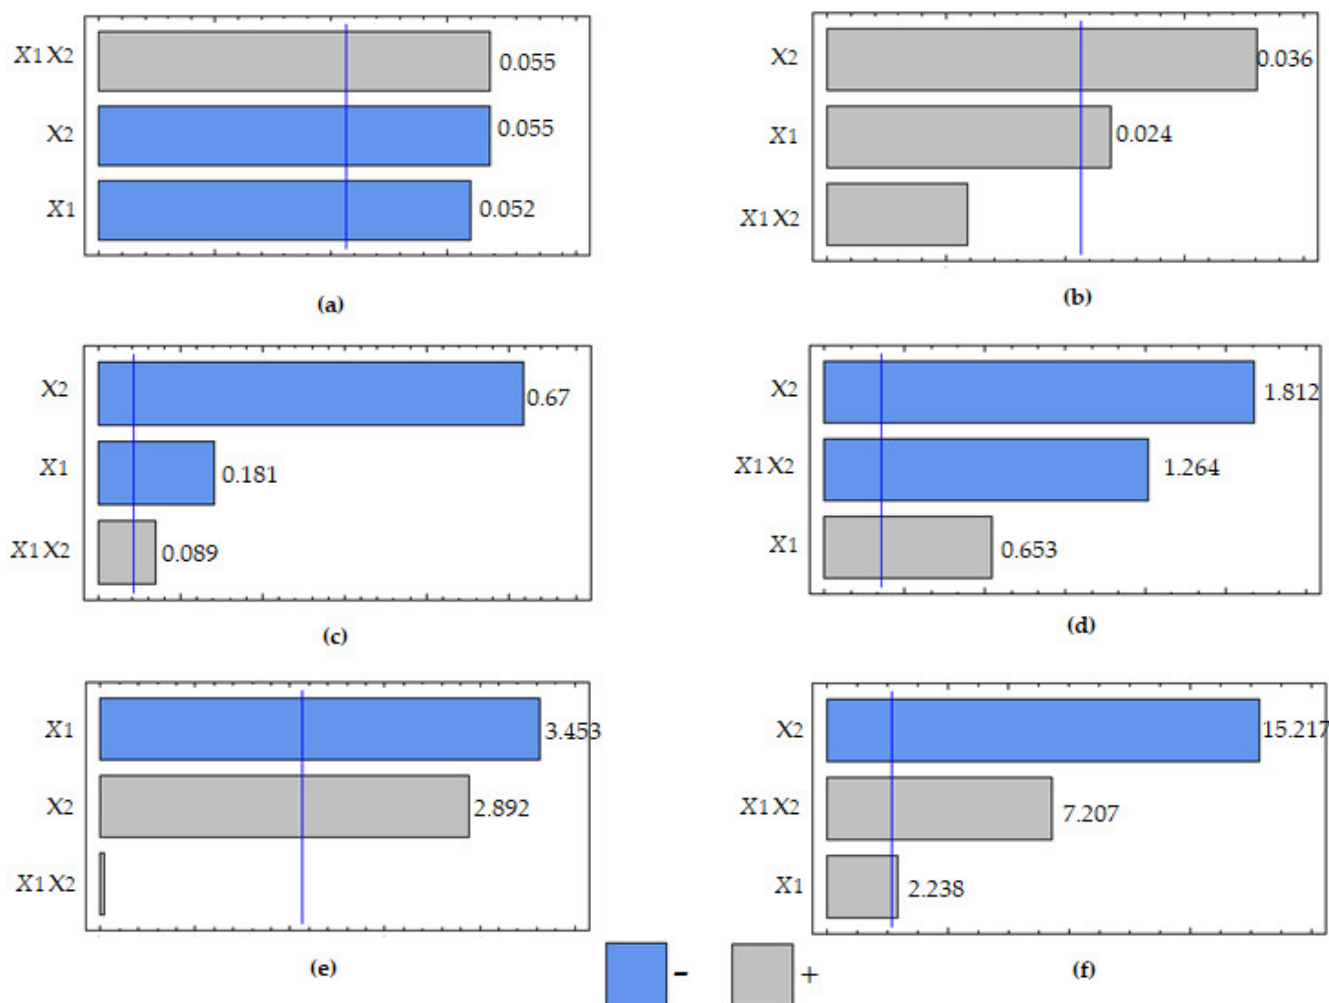 X1X2 0.055
X2 0.055
X1 0.052
(a)
X2 0.036
X1 0.024
X1X2
(b)
X2 0.67
X1 0.181
X1X2 0.089
(c)
X2 1.812
X1X2 1.264
X1 0.653
(d)
X1 3.453
X2 2.892
X1X2
(e)
X2 15.217
X1X2 7.207
X1 2.238
(f)
- +